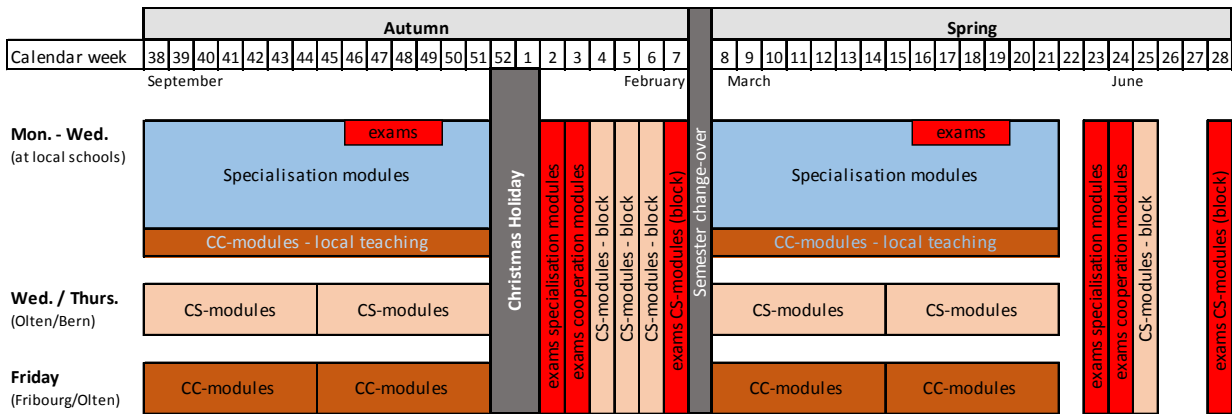 Autumn
Spring
Calendar week
38 39 40 41 42 43 44 45 46 47 48 49 50 51 52 1 2 3 4 5 6 7
8 9 10 11 12 13 14 15 16 17 18 19 20 21 22 23 24 25 26 27 28
September
February
March
June
Mon. - Wed.
(at local schools)
exams
Specialisation modules
CC-modules - local teaching
Christmas Holiday
exams specialisation modules
exams cooperation modules
CS-modules - block
CS-modules - block
CS-modules - block
exams CS-modules (block)
Semester change-over
exams
Specialisation modules
CC-modules - local teaching
exams specialisation modules
exams cooperation modules
CS-modules - block
exams CS-modules (block)
Wed. / Thurs.
(Olten/Bern)
CS-modules
CS-modules
CS-modules
CS-modules
Friday
(Fribourg/Olten)
CC-modules
CC-modules
CC-modules
CC-modules